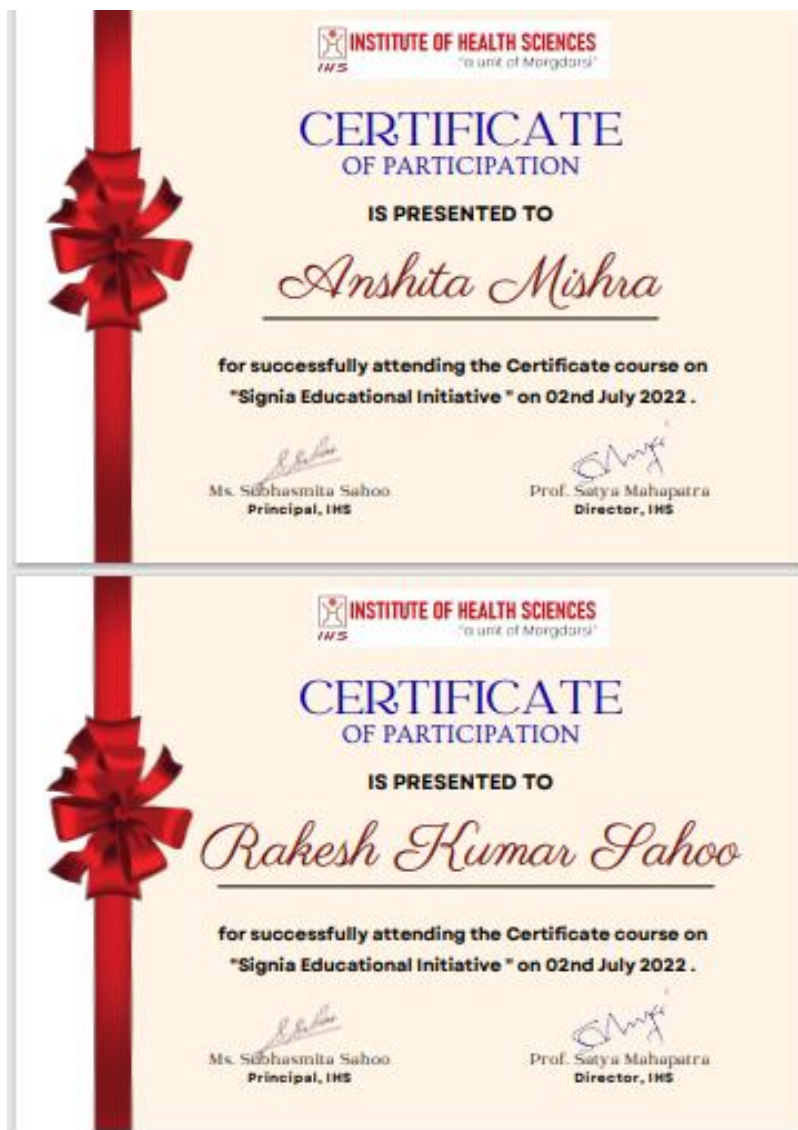 INSTITUTE OF HEALTH SCIENCES
IHS "a unit of Margdarsi"
CERTIFICATE
OF PARTICIPATION
IS PRESENTED TO
Anshita Mishra
for successfully attending the Certificate course on
"Signia Educational Initiative " on 02nd July 2022 .
Ms. Subhasmita Sahoo Prof. Satya Mahapatra
Principal, IHS Director, IHS
INSTITUTE OF HEALTH SCIENCES
IHS "a unit of Margdarsi"
CERTIFICATE
OF PARTICIPATION
IS PRESENTED TO
Rakesh Kumar Sahoo
for successfully attending the Certificate course on
"Signia Educational Initiative " on 02nd July 2022 .
Ms. Subhasmita Sahoo Prof. Satya Mahapatra
Principal, IHS Director, IHS